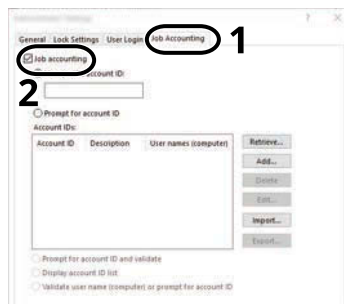 General Lock Settings User Login Job Accounting 1
Job accounting
account ID:
2
Prompt for account ID
Account IDs:
Account ID Description User names (computer)
Retrieve...
Add...
Delete
Edit...
Import...
Export...
Prompt for account ID and validate
Display account ID list
Validate user name (computer) or prompt for account ID